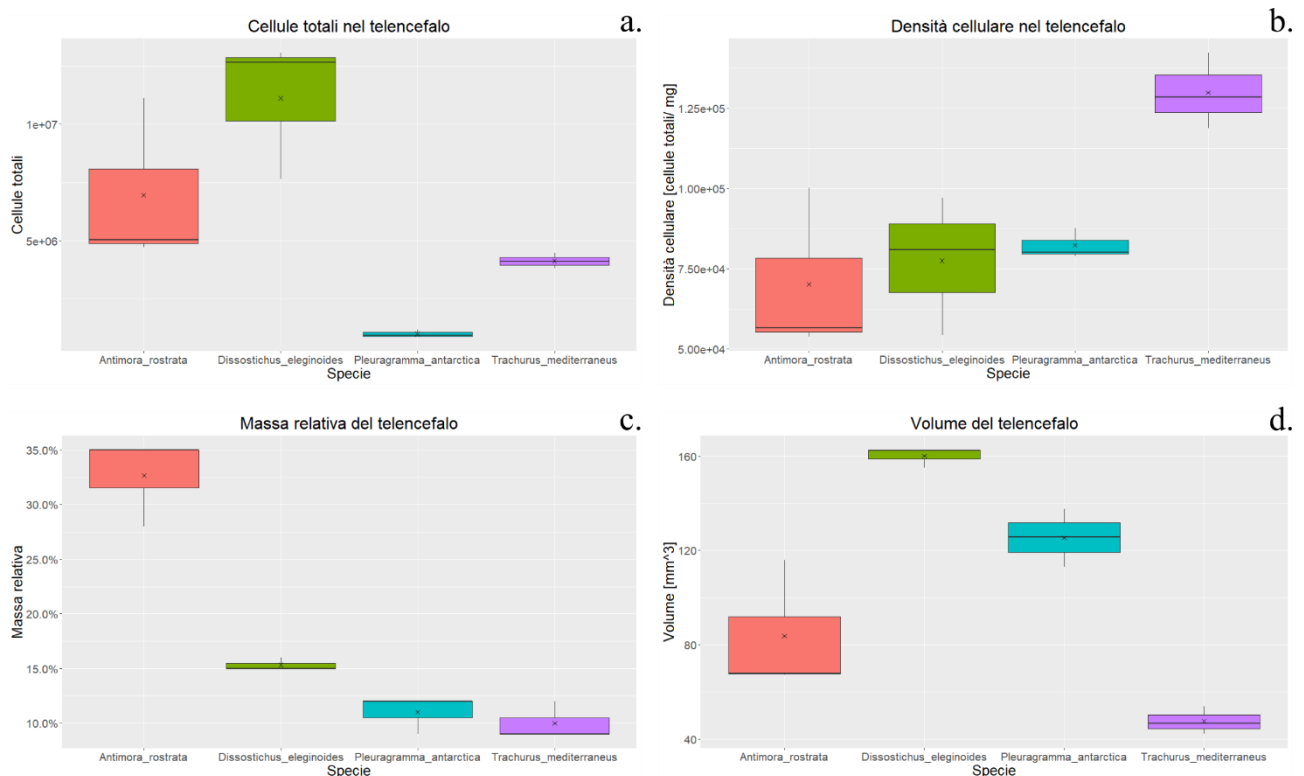 Cellule totali nel telencefalo
a.
Cellule totali
1e+07
5e+06
Antimora_rostrata
Dissostichus_eleginoides
Pleuragramma_antarctica
Trachurus_mediterraneus
Specie
Densità cellulare nel telencefalo
b.
Densità cellulare [cellule totali/ mg]
1.25e+05
1.00e+05
7.50e+04
5.00e+04
Antimora_rostrata
Dissostichus_eleginoides
Pleuragramma_antarctica
Trachurus_mediterraneus
Specie
Massa relativa del telencefalo
c.
Massa relativa
35.0%
30.0%
25.0%
20.0%
15.0%
10.0%
Antimora_rostrata
Dissostichus_eleginoides
Pleuragramma_antarctica
Trachurus_mediterraneus
Specie
Volume del telencefalo
d.
Volume [mm^3]
160
120
80
40
Antimora_rostrata
Dissostichus_eleginoides
Pleuragramma_antarctica
Trachurus_mediterraneus
Specie